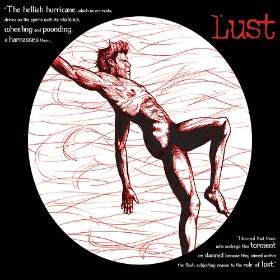 "The hellish hurricane, which never rests,
drives on the spirits with its violence,
wheeling and pounding,
it harrasses them...
Lust
"I learned that those
who undergo this torment
are damned because they sinned within
the flesh, subjecting reason to the rule of lust."